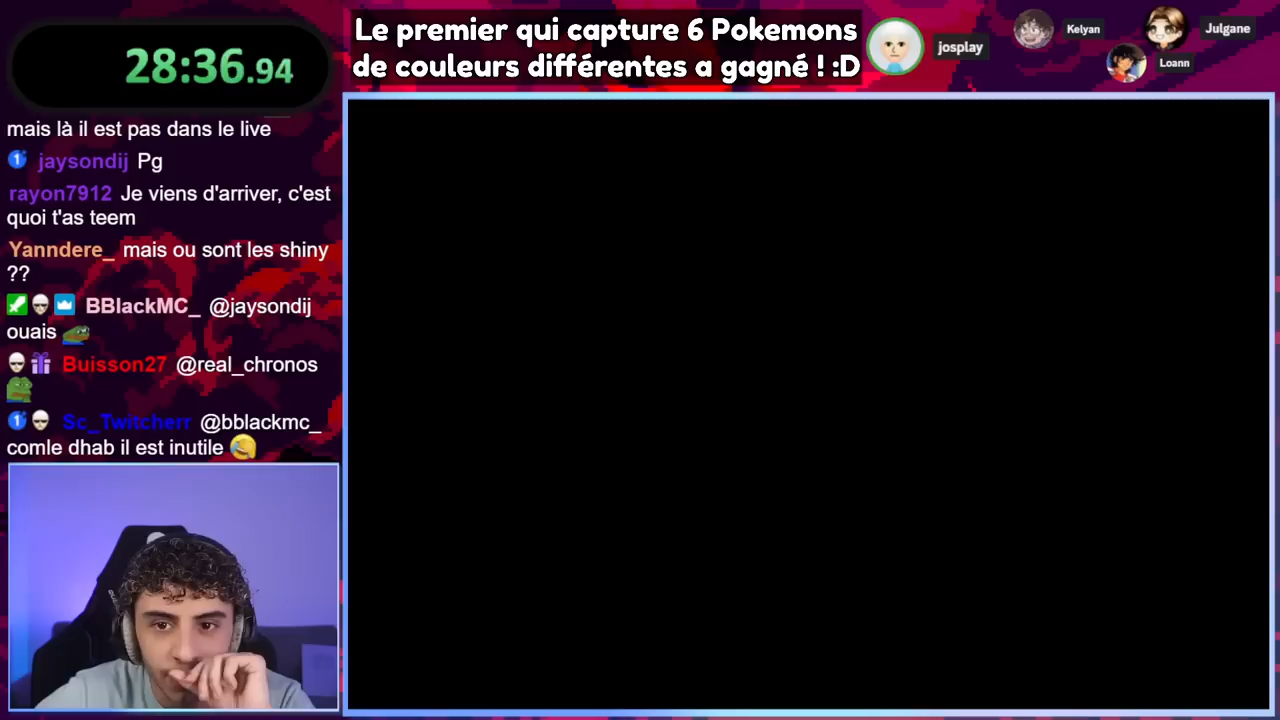 28:36.94
Le premier qui capture 6 Pokemons
de couleurs différentes a gagné ! :D
josplay
Kelyan
Julgane
Loann
mais là il est pas dans le live
1 jaysondij Pg
rayon7912 Je viens d'arriver, c'est
quoi t'as teem
Yanndere_ mais ou sont les shiny
??
BBlackMC_ @jaysondij
ouais
Buisson27 @real_chronos
1 Sc_Twitcherr @bblackmc_
comle dhab il est inutile